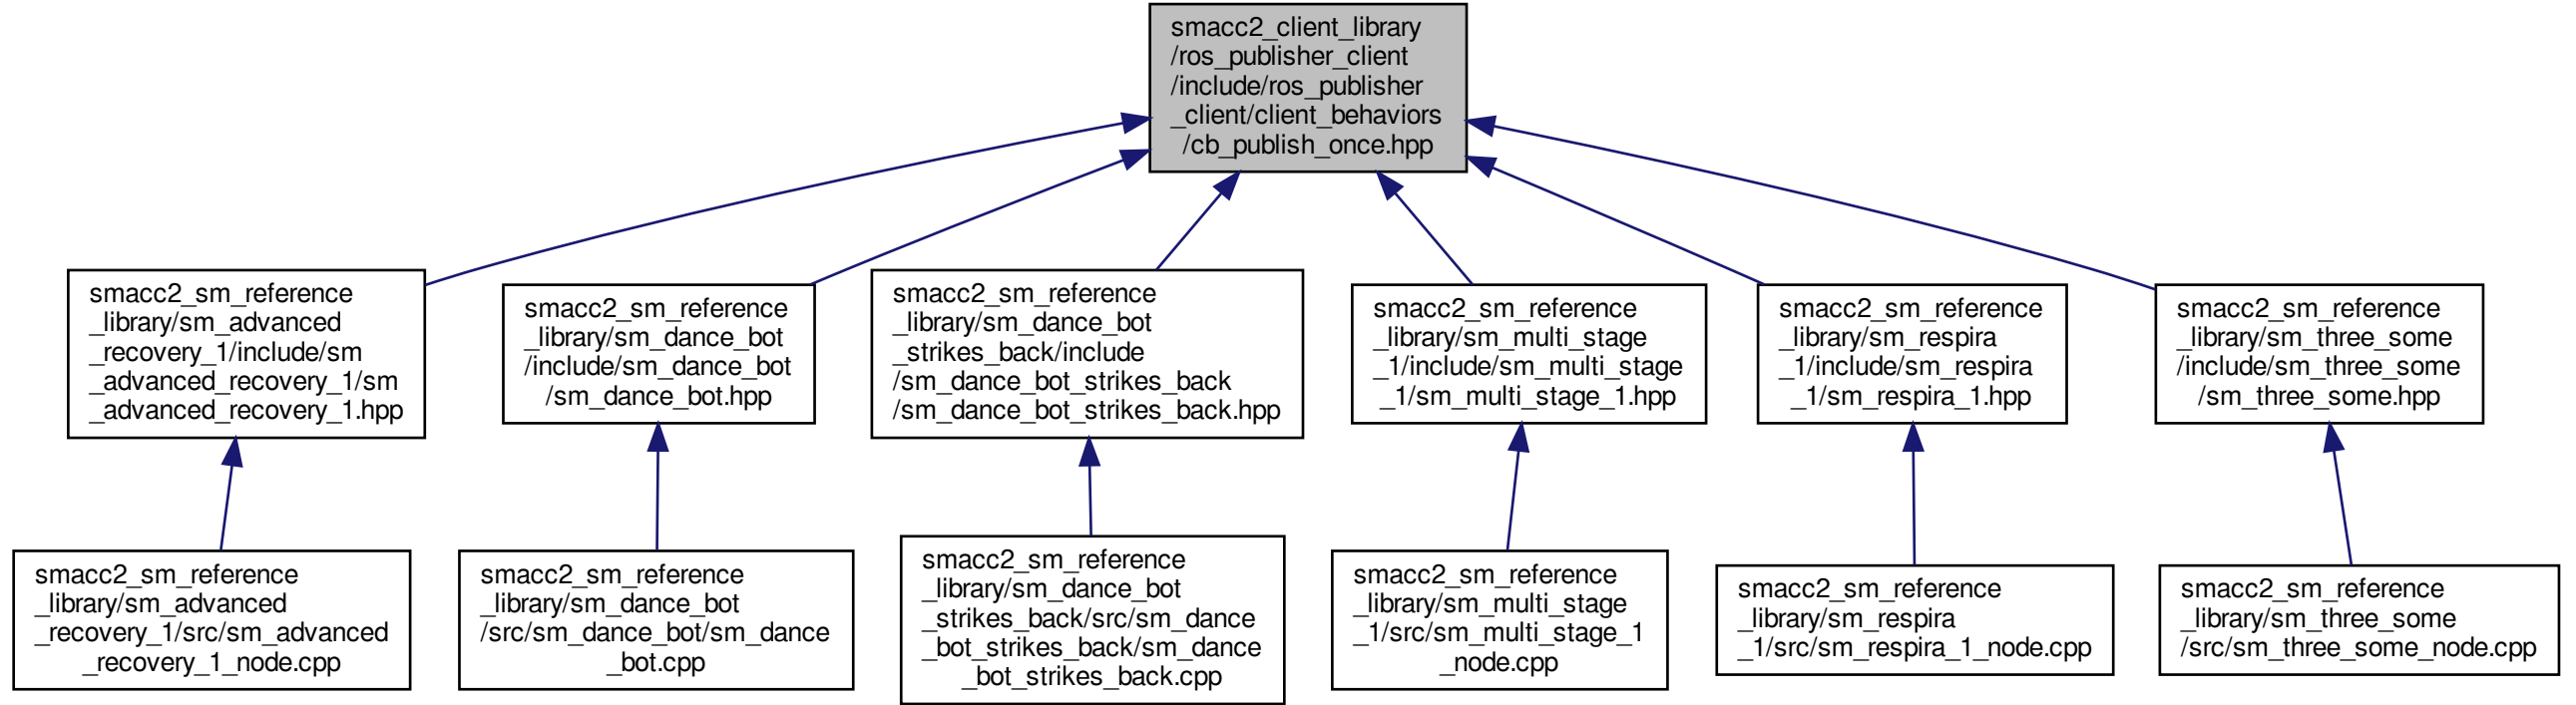 smacc2_client_library
/ros_publisher_client
/include/ros_publisher
_client/client_behaviors
/cb_publish_once.hpp
smacc2_sm_reference
_library/sm_advanced
_recovery_1/include/sm
_advanced_recovery_1/sm
_advanced_recovery_1.hpp
smacc2_sm_reference
_library/sm_dance_bot
/include/sm_dance_bot
/sm_dance_bot.hpp
smacc2_sm_reference
_library/sm_dance_bot
_strikes_back/include
/sm_dance_bot_strikes_back
/sm_dance_bot_strikes_back.hpp
smacc2_sm_reference
_library/sm_multi_stage
_1/include/sm_multi_stage
_1/sm_multi_stage_1.hpp
smacc2_sm_reference
_library/sm_respira
_1/include/sm_respira
_1/sm_respira_1.hpp
smacc2_sm_reference
_library/sm_three_some
/include/sm_three_some
/sm_three_some.hpp
smacc2_sm_reference
_library/sm_advanced
_recovery_1/src/sm_advanced
_recovery_1_node.cpp
smacc2_sm_reference
_library/sm_dance_bot
/src/sm_dance_bot/sm_dance
_bot.cpp
smacc2_sm_reference
_library/sm_dance_bot
_strikes_back/src/sm_dance
_bot_strikes_back/sm_dance
_bot_strikes_back.cpp
smacc2_sm_reference
_library/sm_multi_stage
_1/src/sm_multi_stage_1
_node.cpp
smacc2_sm_reference
_library/sm_respira
_1/src/sm_respira_1_node.cpp
smacc2_sm_reference
_library/sm_three_some
/src/sm_three_some_node.cpp